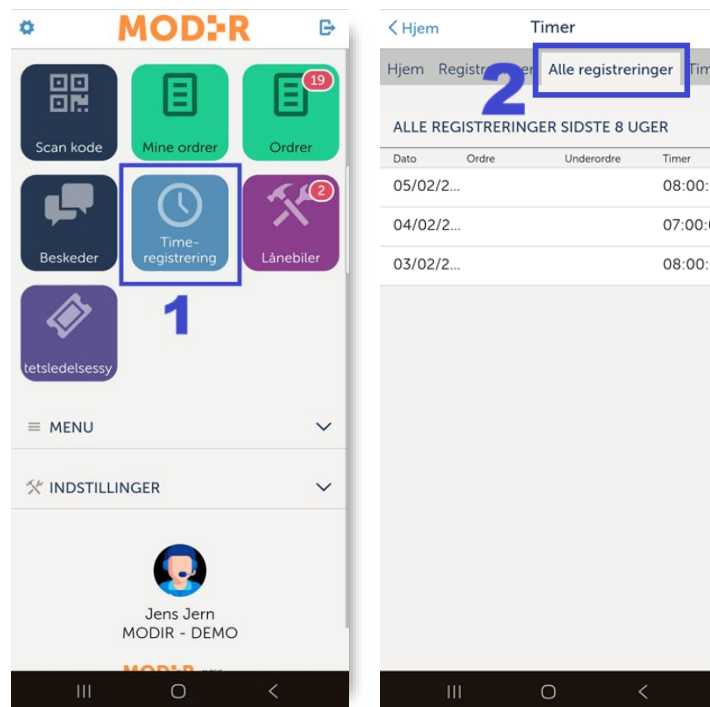 MODIR
19
Scan kode
Mine ordrer
Ordrer
2
Beskeder
Time-
registrering
Lånebiler
1
tetsledelsessy
MENU
INDSTILLINGER
Jens Jern
MODIR - DEMO
MODIR
Hjem
Timer
Hjem
Alle registreringer
Tim
2
ALLE REGISTRERINGER SIDSTE 8 UGER
Dato Ordre Underordre Timer
05/02/2... 08:00:
04/02/2... 07:00:
03/02/2... 08:00: